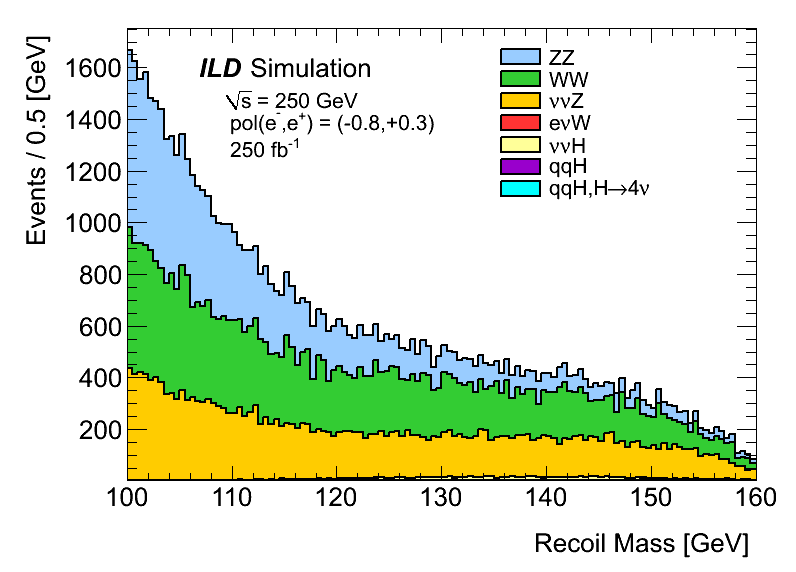 Events / 0.5 [GeV]
1600
1400
1200
1000
800
600
400
200
ILD Simulation
√s = 250 GeV
pol(e⁻,e⁺) = (-0.8,+0.3)
250 fb⁻¹
ZZ
WW
ννZ
eνW
ννH
qqH
qqH,H→4ν
100 110 120 130 140 150 160
Recoil Mass [GeV]